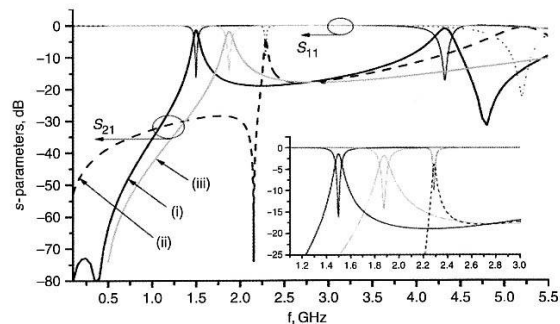 s-parameters, dB
0
−10
−20
−30
−40
−50
−60
−70
−80
S11
S21
(iii)
(i)
(ii)
0
−5
−10
−15
−20
−25
1.2 1.4 1.6 1.8 2.0 2.2 2.4 2.6 2.8 3.0
0.5 1.0 1.5 2.0 2.5 3.0 3.5 4.0 4.5 5.0 5.5
f, GHz